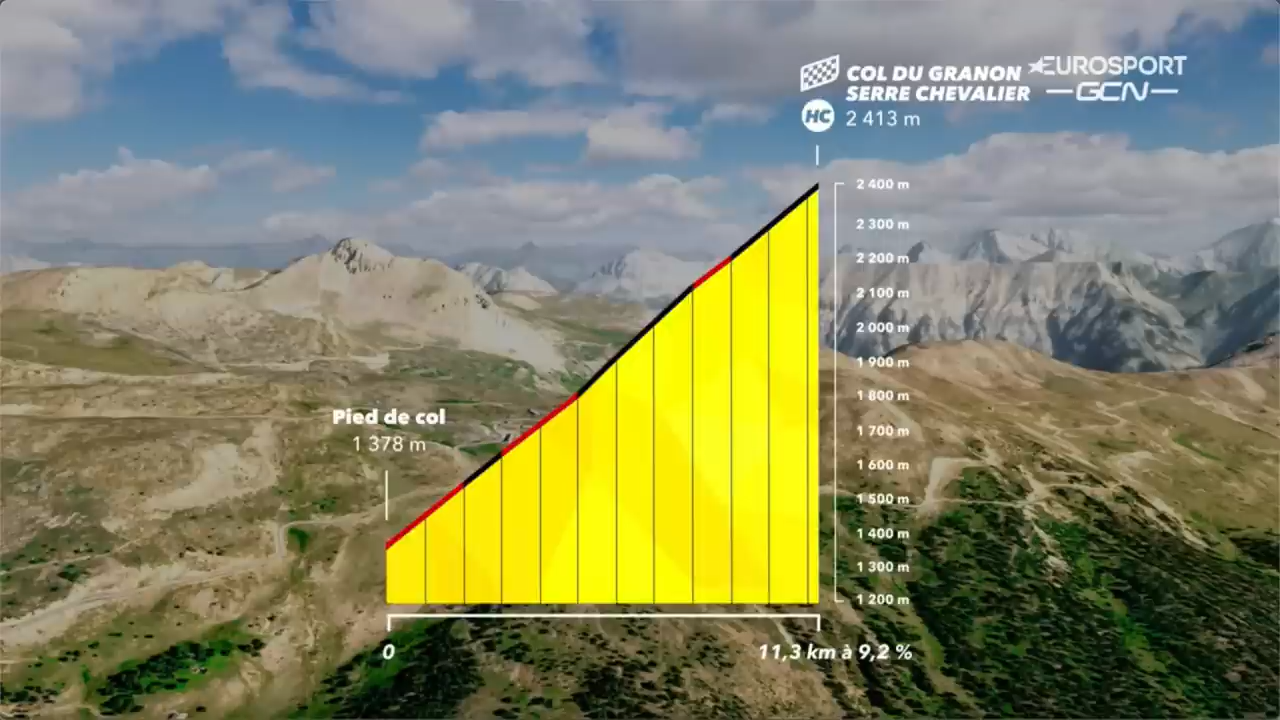 COL DU GRANON
SERRE CHEVALIER
HC 2 413 m
EUROSPORT
GCN
Pied de col
1 378 m
2 400 m
2 300 m
2 200 m
2 100 m
2 000 m
1 900 m
1 800 m
1 700 m
1 600 m
1 500 m
1 400 m
1 300 m
1 200 m
0
11,3 km à 9,2 %